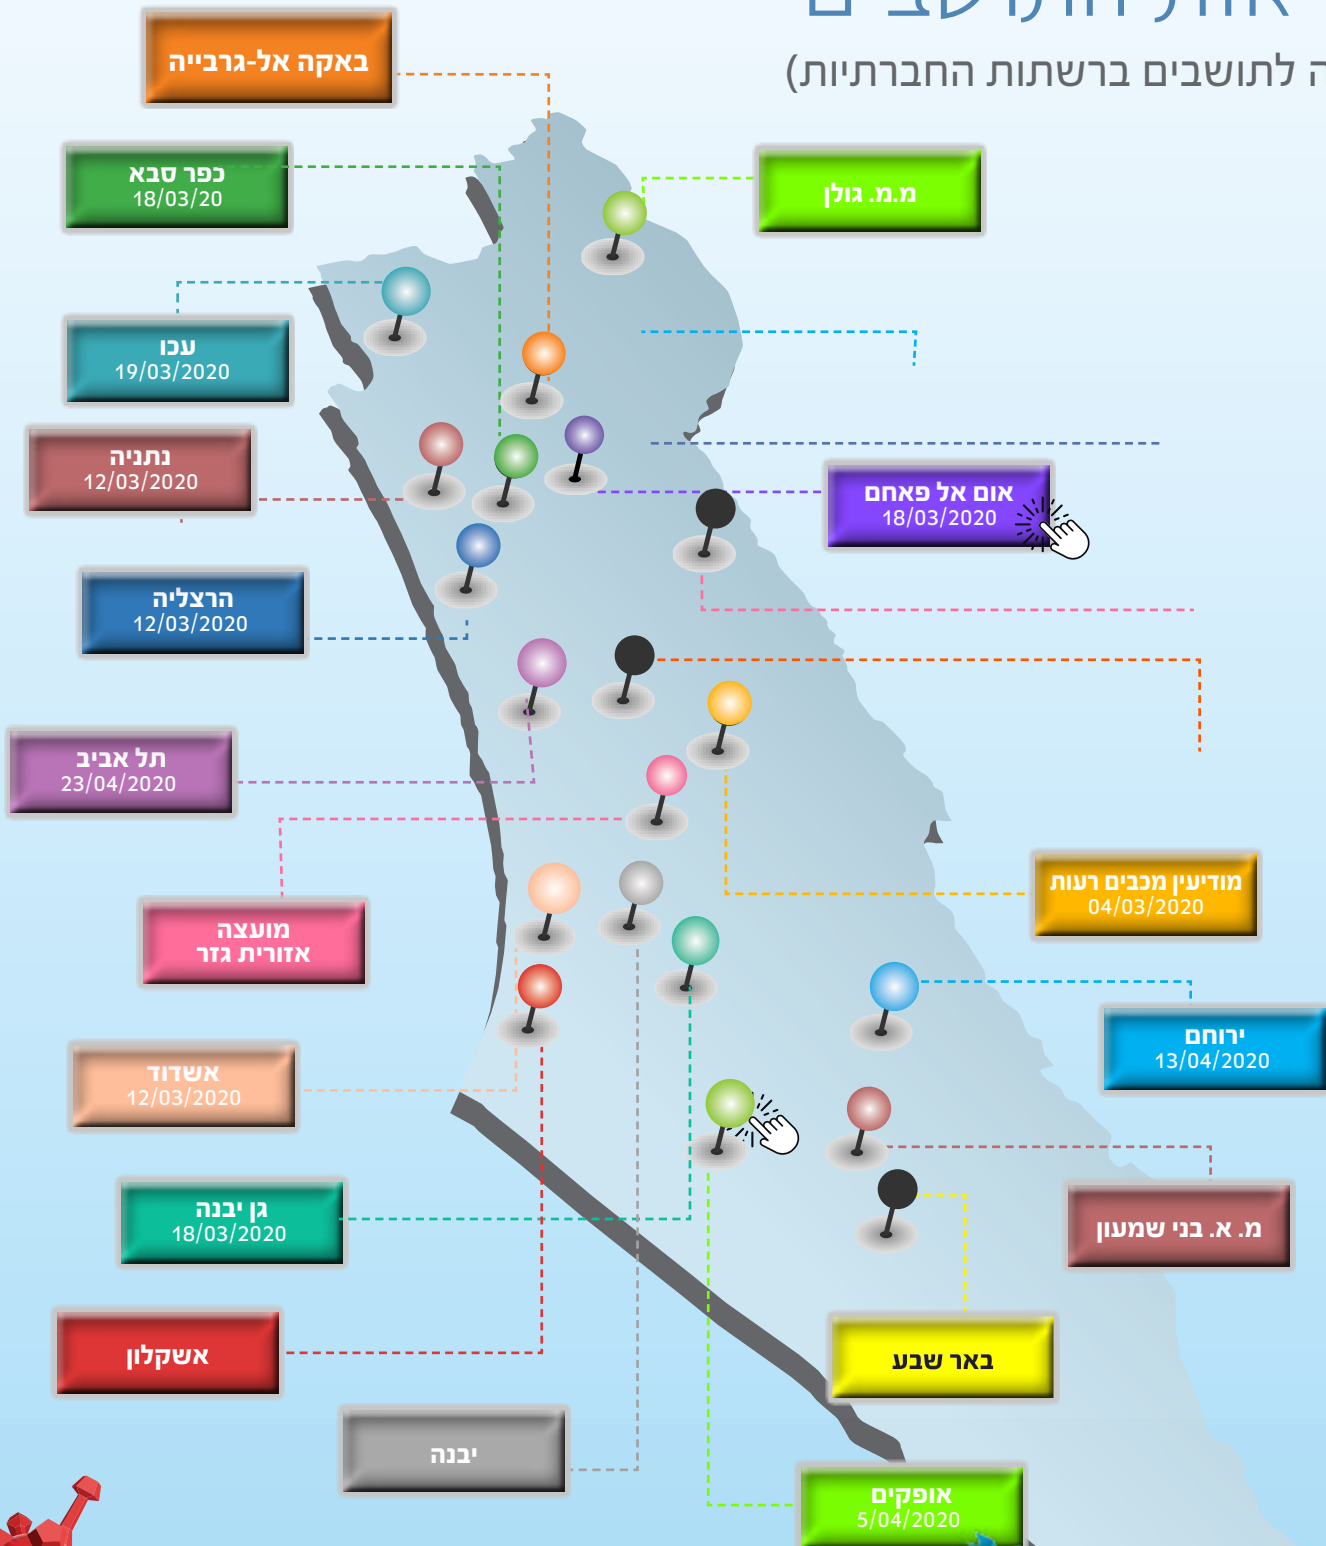 ה לתושבים ברשתות החברתיות)
באקה אל-גרבייה
כפר סבא
18/03/20
מ.מ. גולן
עכו
19/03/2020
נתניה
12/03/2020
אום אל פאחם
18/03/2020
הרצליה
12/03/2020
תל אביב
23/04/2020
מודיעין מכבים רעות
04/03/2020
מועצה
אזורית גזר
ירוחם
13/04/2020
אשדוד
12/03/2020
גן יבנה
18/03/2020
מ. א. בני שמעון
אשקלון
באר שבע
יבנה
אופקים
5/04/2020